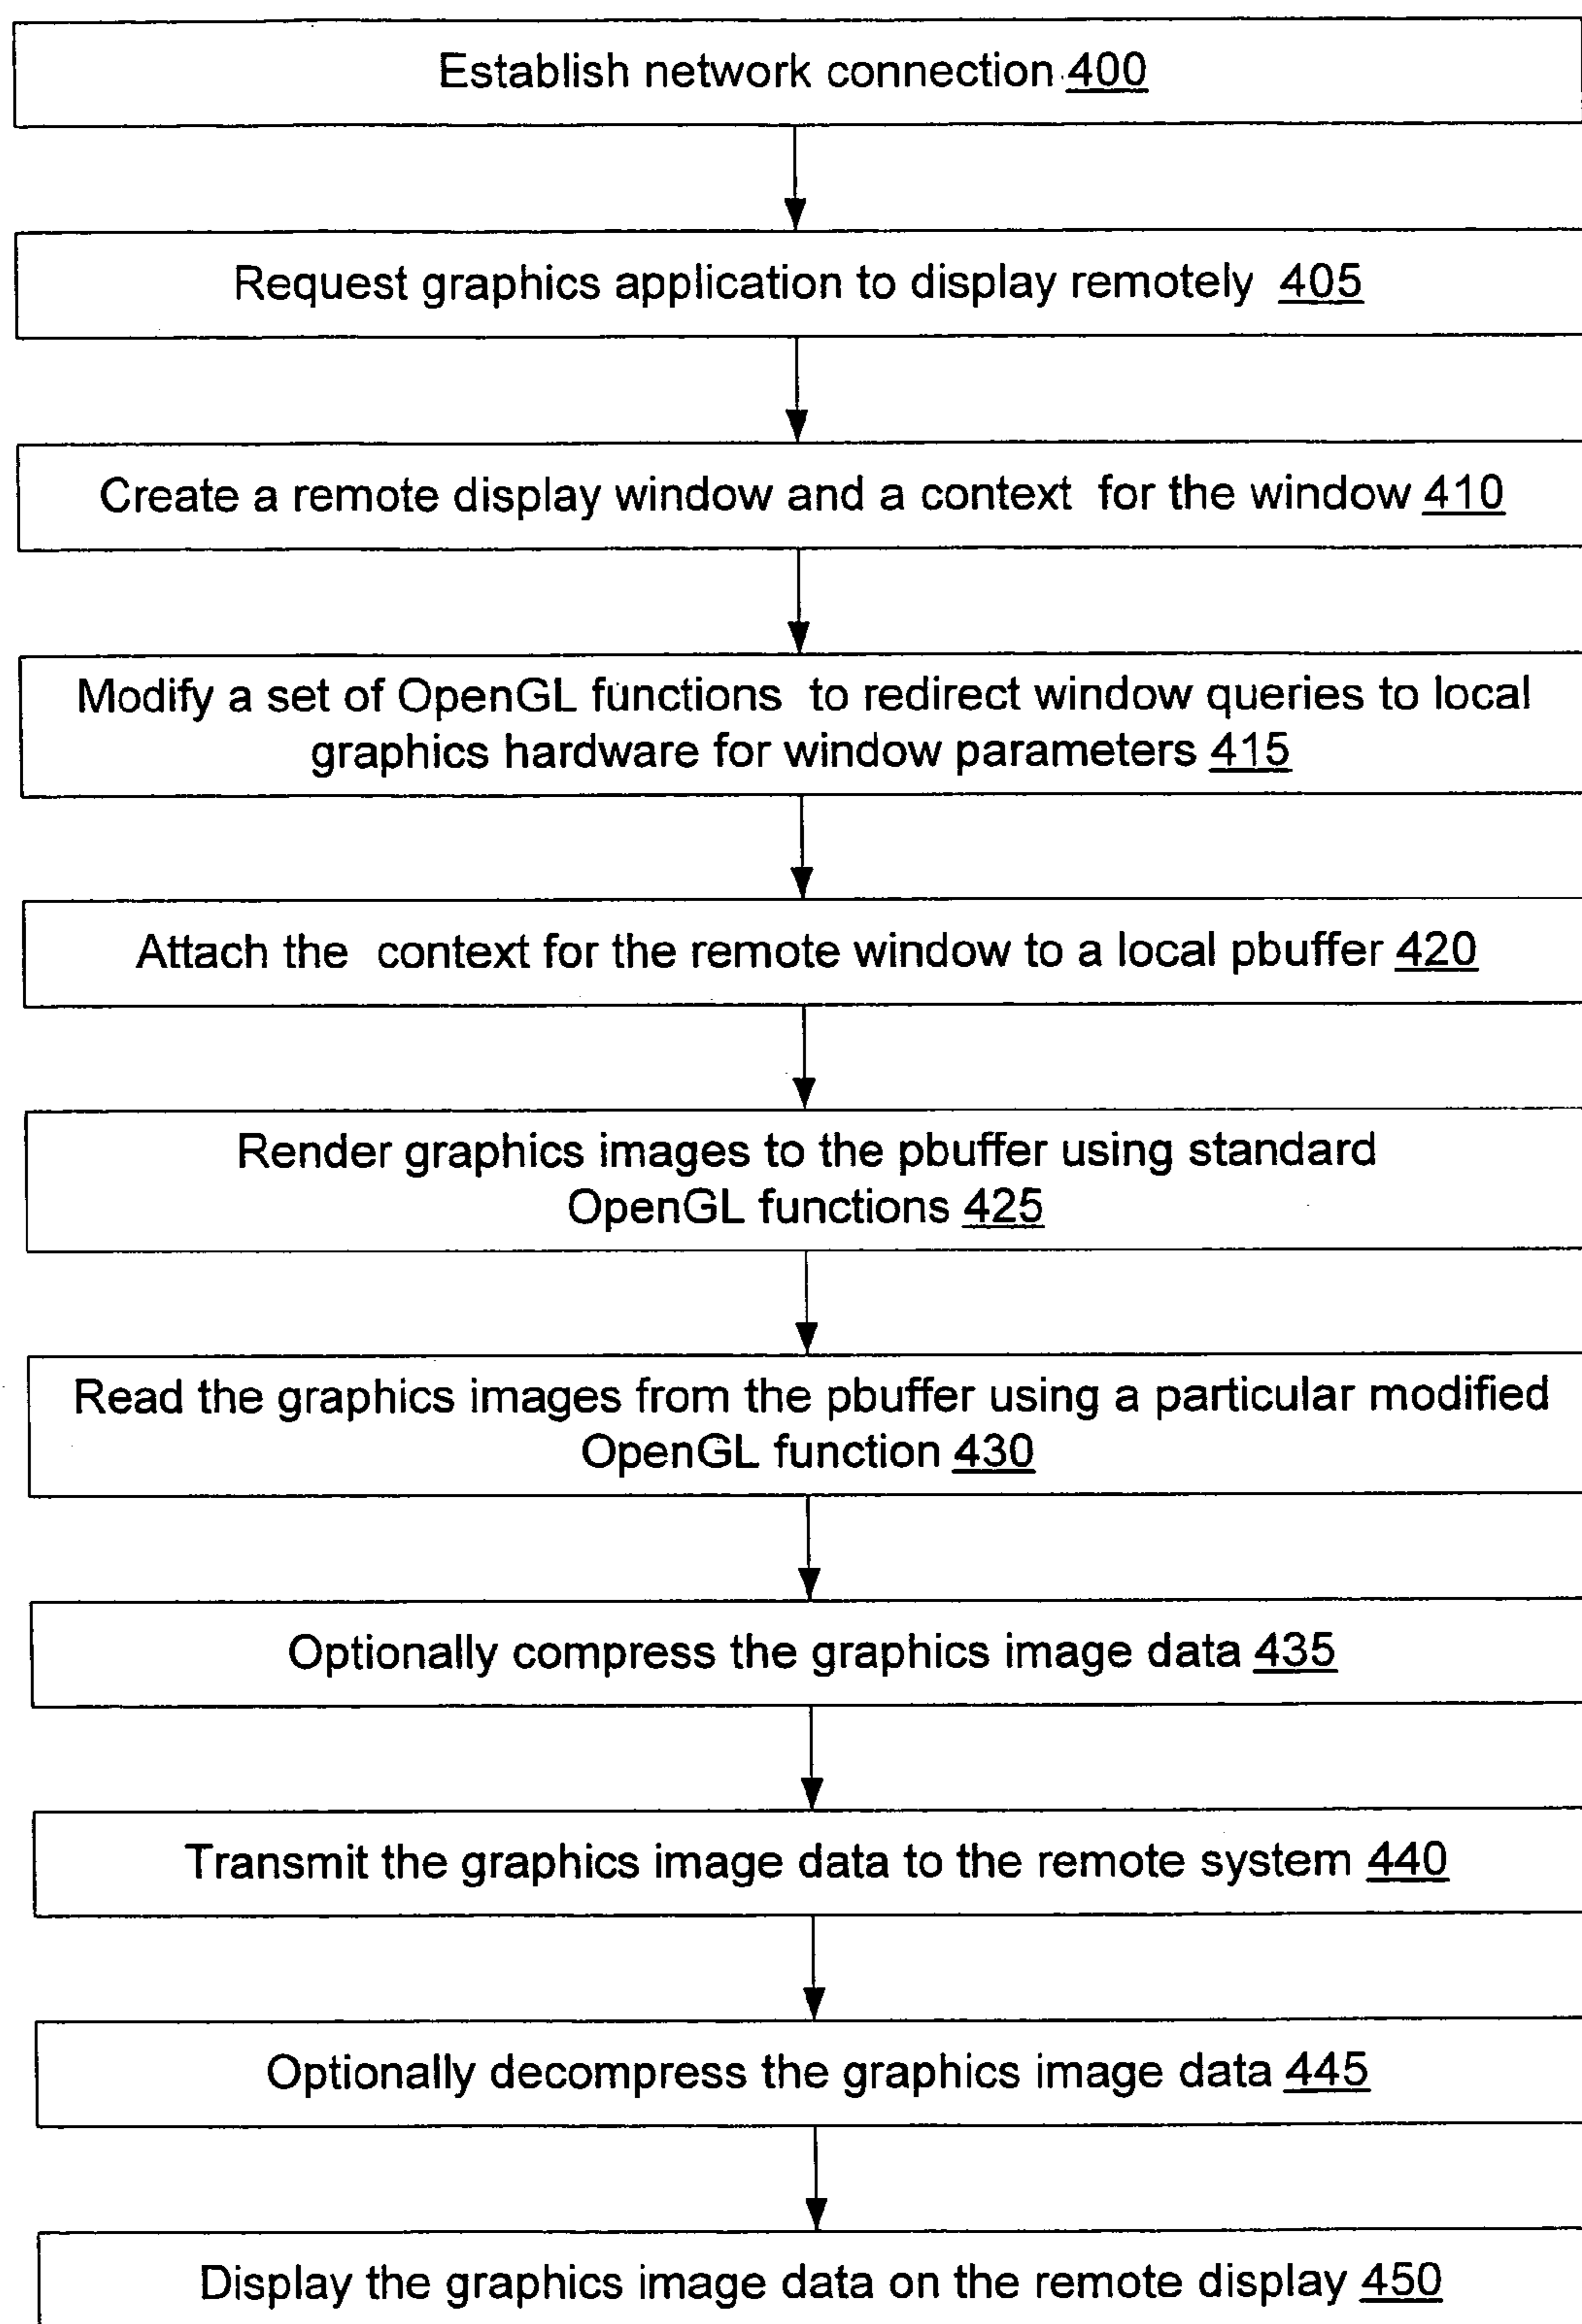 Establish network connection 400
Request graphics application to display remotely 405
Create a remote display window and a context for the window 410
Modify a set of OpenGL functions to redirect window queries to local
graphics hardware for window parameters 415
Attach the context for the remote window to a local pbuffer 420
Render graphics images to the pbuffer using standard
OpenGL functions 425
Read the graphics images from the pbuffer using a particular modified
OpenGL function 430
Optionally compress the graphics image data 435
Transmit the graphics image data to the remote system 440
Optionally decompress the graphics image data 445
Display the graphics image data on the remote display 450